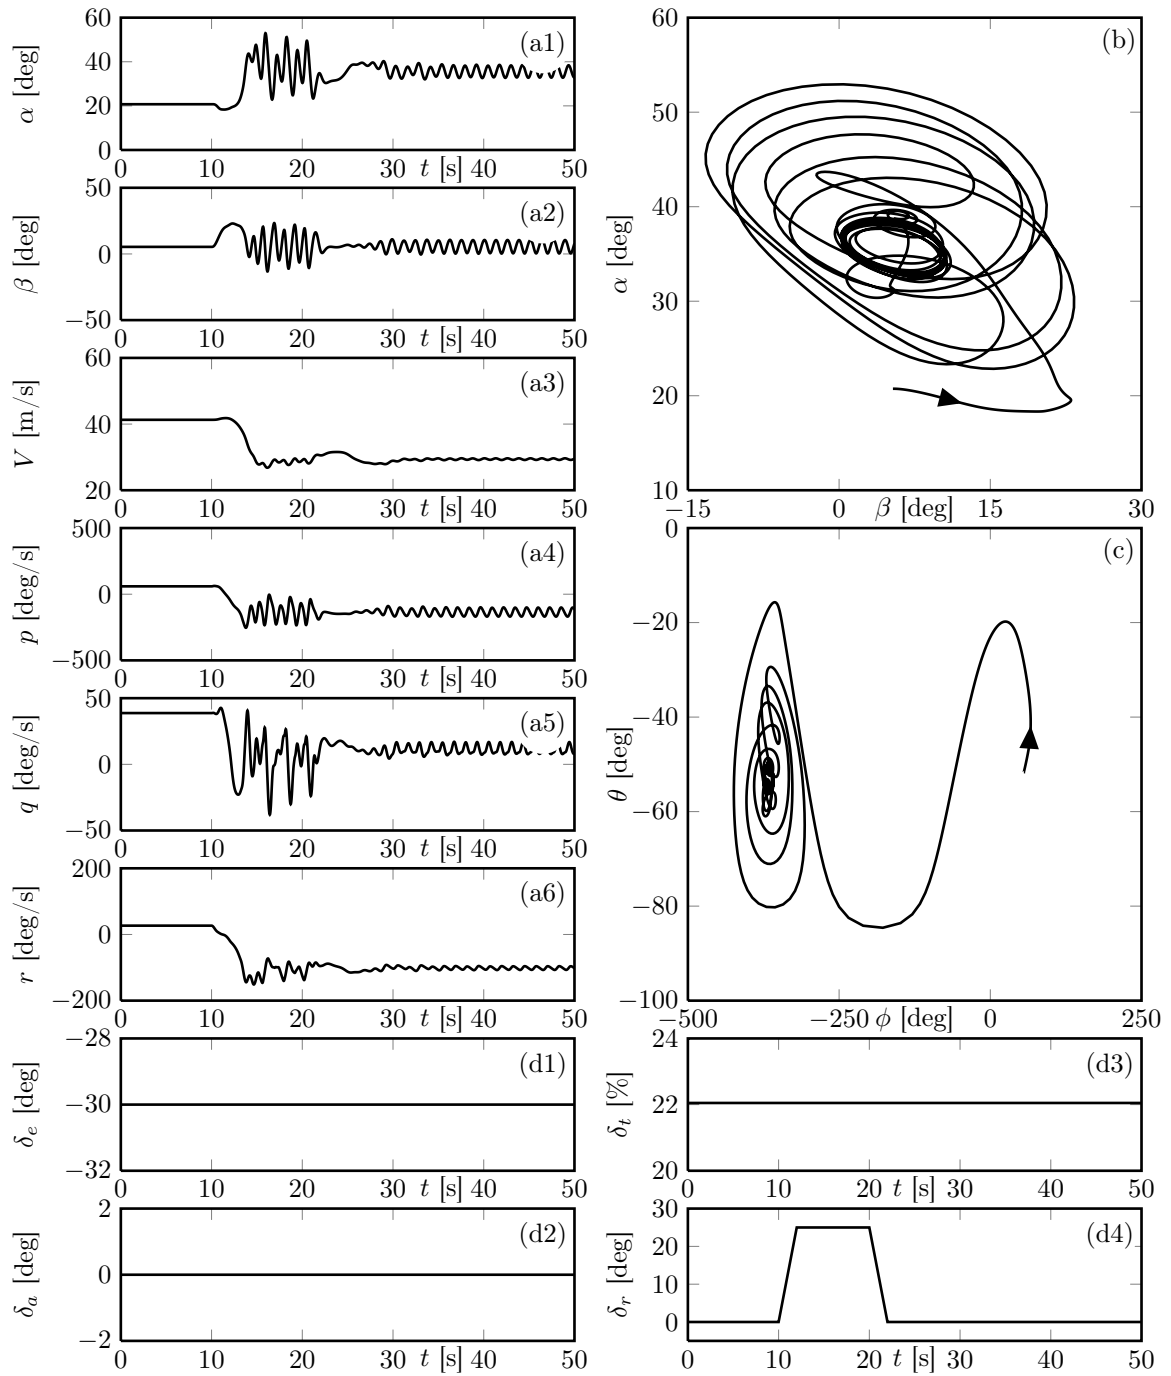 60
40
20
0
α [deg]
(a1)
0 10 20 30 t [s] 40 50
50
0
−50
β [deg]
(a2)
0 10 20 30 t [s] 40 50
60
40
20
V [m/s]
(a3)
0 10 20 30 t [s] 40 50
500
0
−500
p [deg/s]
(a4)
0 10 20 30 t [s] 40 50
50
0
−50
q [deg/s]
(a5)
0 10 20 30 t [s] 40 50
200
0
−200
r [deg/s]
(a6)
0 10 20 30 t [s] 40 50
60
50
40
30
20
10
α [deg]
(b)
−15 0 β [deg] 15 30
0
−20
−40
−60
−80
−100
θ [deg]
(c)
−500 −250 ϕ [deg] 0 250
−28
−30
−32
δe [deg]
(d1)
0 10 20 30 t [s] 40 50
2
0
−2
δa [deg]
(d2)
0 10 20 30 t [s] 40 50
24
22
20
δt [%]
(d3)
0 10 20 t [s] 30 40 50
30
20
10
0
δr [deg]
(d4)
0 10 20 t [s] 30 40 50